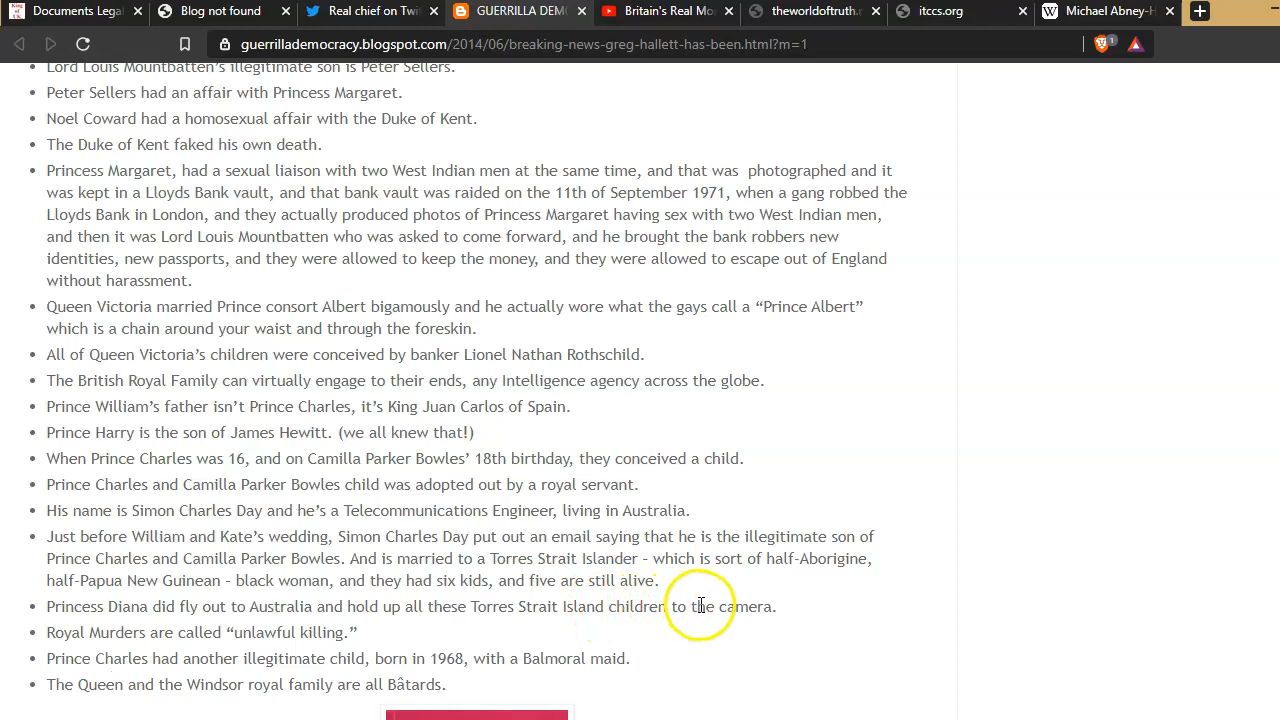 King of UK
Documents Lega
Blog not found
Real chief on Twi
GUERRILLA DEM
Britain's Real Mo
theworldoftruth.
itccs.org
Michael Abney-H
guerrillademocracy.blogspot.com/2014/06/breaking-news-greg-hallett-has-been.html?m=1
1
Lord Louis Mountbatten's illegitimate son is Peter Sellers.
Peter Sellers had an affair with Princess Margaret.
Noel Coward had a homosexual affair with the Duke of Kent.
The Duke of Kent faked his own death.
Princess Margaret, had a sexual liaison with two West Indian men at the same time, and that was photographed and it
was kept in a Lloyds Bank vault, and that bank vault was raided on the 11th of September 1971, when a gang robbed the
Lloyds Bank in London, and they actually produced photos of Princess Margaret having sex with two West Indian men,
and then it was Lord Louis Mountbatten who was asked to come forward, and he brought the bank robbers new
identities, new passports, and they were allowed to keep the money, and they were allowed to escape out of England
without harassment.
Queen Victoria married Prince consort Albert bigamously and he actually wore what the gays call a “Prince Albert”
which is a chain around your waist and through the foreskin.
All of Queen Victoria’s children were conceived by banker Lionel Nathan Rothschild.
The British Royal Family can virtually engage to their ends, any Intelligence agency across the globe.
Prince William’s father isn’t Prince Charles, it’s King Juan Carlos of Spain.
Prince Harry is the son of James Hewitt. (we all knew that!)
When Prince Charles was 16, and on Camilla Parker Bowles’ 18th birthday, they conceived a child.
Prince Charles and Camilla Parker Bowles child was adopted out by a royal servant.
His name is Simon Charles Day and he’s a Telecommunications Engineer, living in Australia.
Just before William and Kate’s wedding, Simon Charles Day put out an email saying that he is the illegitimate son of
Prince Charles and Camilla Parker Bowles. And is married to a Torres Strait Islander – which is sort of half-Aborigine,
half-Papua New Guinean – black woman, and they had six kids, and five are still alive.
Princess Diana did fly out to Australia and hold up all these Torres Strait Island children to the camera.
Royal Murders are called “unlawful killing.”
Prince Charles had another illegitimate child, born in 1968, with a Balmoral maid.
The Queen and the Windsor royal family are all Bâtards.